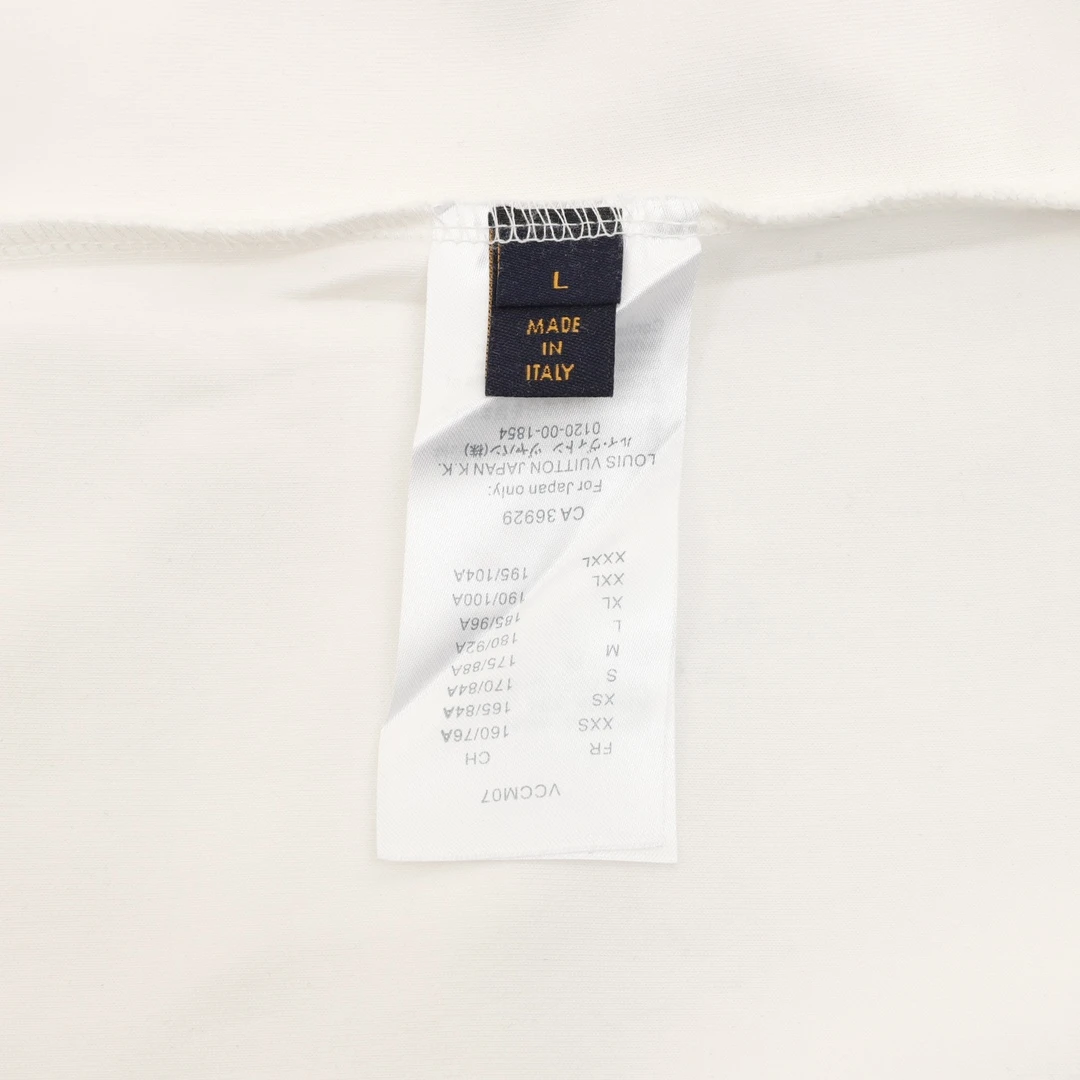 L
MADE
IN
ITALY
VCCM07
FR CH
XXS 160/76A
XS 165/84A
S 170/84A
M 175/88A
L 180/92A
XL 185/96A
XXL 190/100A
XXXL 195/104A
CA 36929
For Japan only:
LOUIS VUITTON JAPAN K.K.
ルイ・ヴィトン ジャパン(株)
0120-00-1854